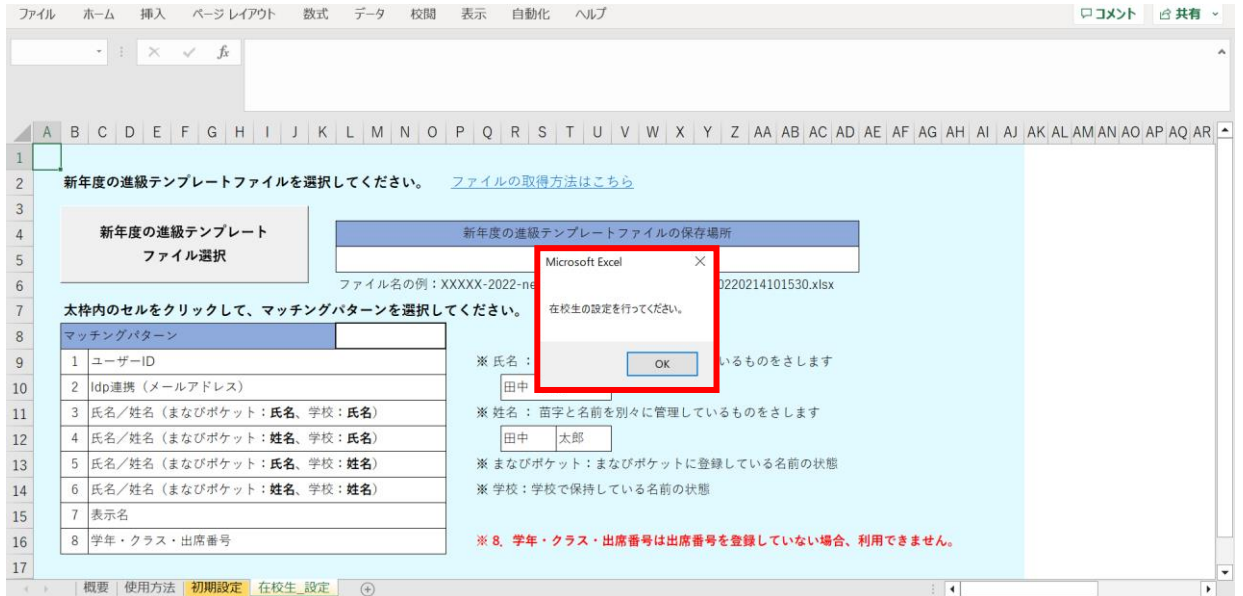 ファイル ホーム 挿入 ページ レイアウト 数式 データ 校閲 表示 自動化 ヘルプ コメント 共有
fx
A B C D E F G H I J K L M N O P Q R S T U V W X Y Z AA AB AC AD AE AF AG AH AI AJ AK AL AM AN AO AP AQ AR
1
2 新年度の進級テンプレートファイルを選択してください。 ファイルの取得方法はこちら
3
4 新年度の進級テンプレート 新年度の進級テンプレートファイルの保存場所
5 ファイル選択
Microsoft Excel
6 ファイル名の例：XXXXX-2022-ne 0220214101530.xlsx
在校生の設定を行ってください。
7 太枠内のセルをクリックして、マッチングパターンを選択してください。
8 マッチングパターン
OK
9 1 ユーザーID ※ 氏名： いるものをさします
10 2 Idp連携（メールアドレス） 田中
11 3 氏名／姓名（まなびポケット：氏名、学校：氏名） ※ 姓名： 苗字と名前を別々に管理しているものをさします
12 4 氏名／姓名（まなびポケット：姓名、学校：氏名） 田中 太郎
13 5 氏名／姓名（まなびポケット：氏名、学校：姓名） ※ まなびポケット：まなびポケットに登録している名前の状態
14 6 氏名／姓名（まなびポケット：姓名、学校：姓名） ※ 学校：学校で保持している名前の状態
15 7 表示名
16 8 学年・クラス・出席番号 ※ 8．学年・クラス・出席番号は出席番号を登録していない場合、利用できません。
17
概要 使用方法 初期設定 在校生_設定